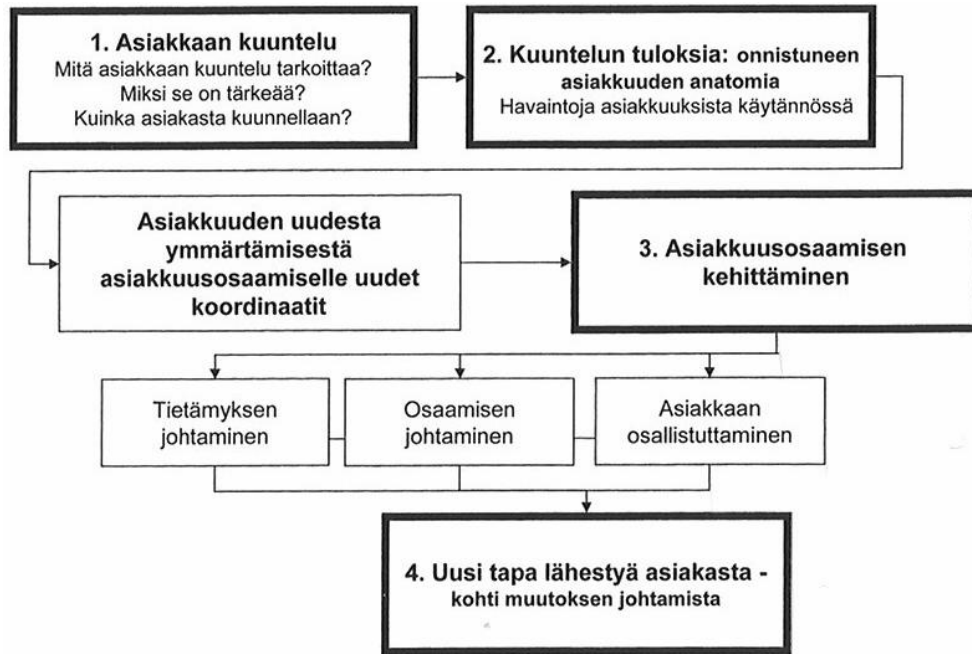 1. Asiakkaan kuuntelu
Mitä asiakkaan kuuntelu tarkoittaa?
Miksi se on tärkeää?
Kuinka asiakasta kuunnellaan?
2. Kuuntelun tuloksia: onnistuneen
asiakkuuden anatomia
Havaintoja asiakkuuksista käytännössä
Asiakkuuden uudesta
ymmärtämisestä
asiakkuusosaamiselle uudet
koordinaatit
3. Asiakkuusosaamisen
kehittäminen
Tietämyksen
johtaminen
Osaamisen
johtaminen
Asiakkaan
osallistuttaminen
4. Uusi tapa lähestyä asiakasta -
kohti muutoksen johtamista